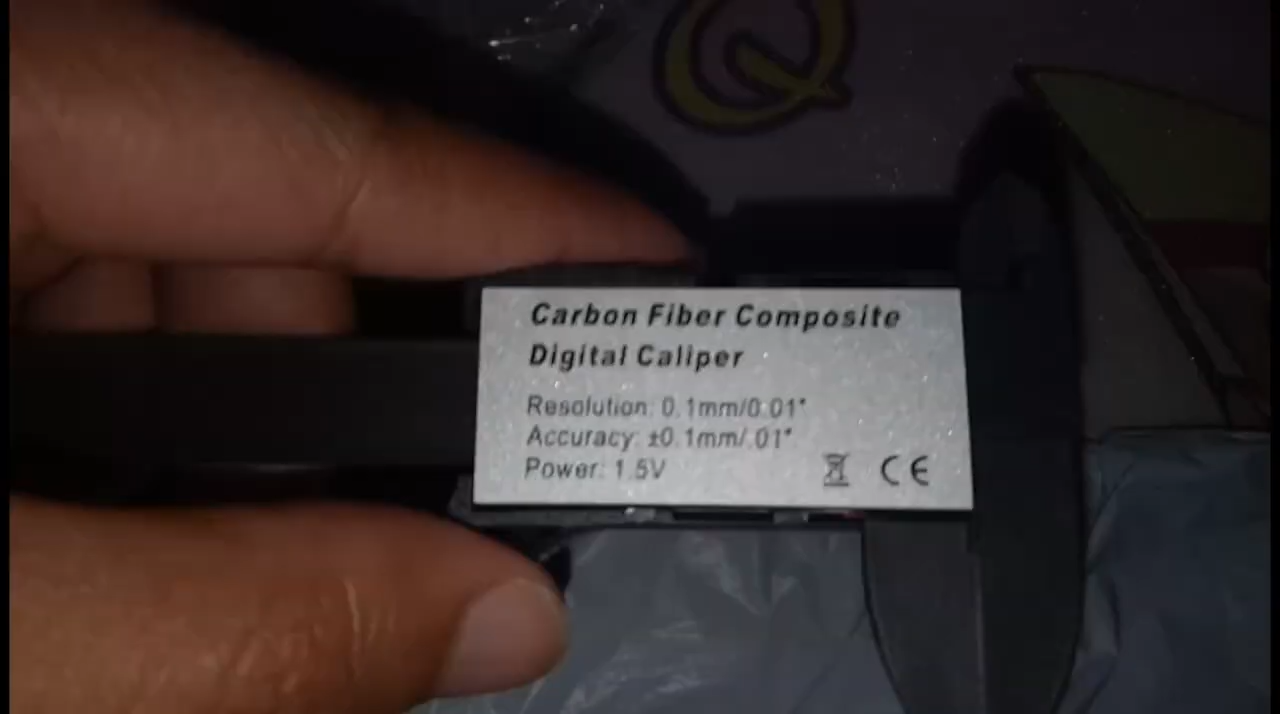 Q
Carbon Fiber Composite
Digital Caliper
Resolution: 0.1mm/0.01"
Accuracy: ±0.1mm/.01"
Power: 1.5V
CE